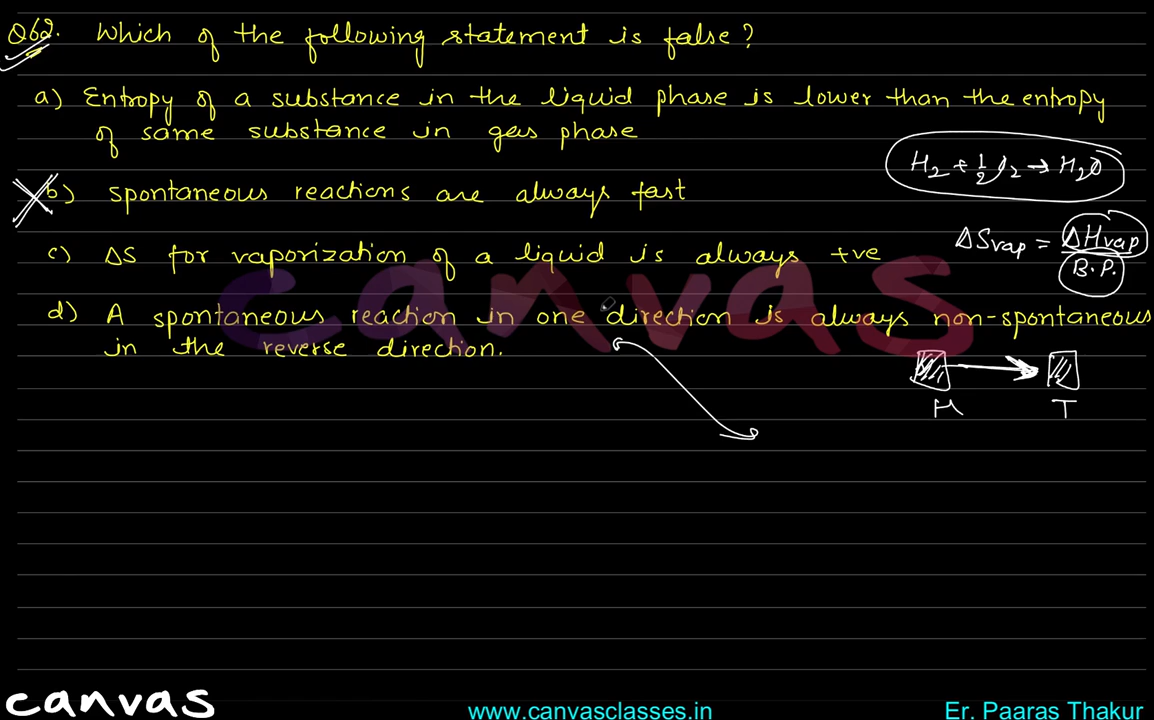 Q62. Which of the following statement is false?
a) Entropy of a substance in the liquid phase is lower than the entropy
of same substance in gas phase
H2 + 1/2 O2 → H2O
b) spontaneous reactions are always fast
ΔSvap = ΔHvap / B.P.
c) ΔS for vaporization of a liquid is always +ve
d) A spontaneous reaction in one direction is always non-spontaneous
in the reverse direction.
H T
canvas
canvas www.canvasclasses.in Er. Paaras Thakur